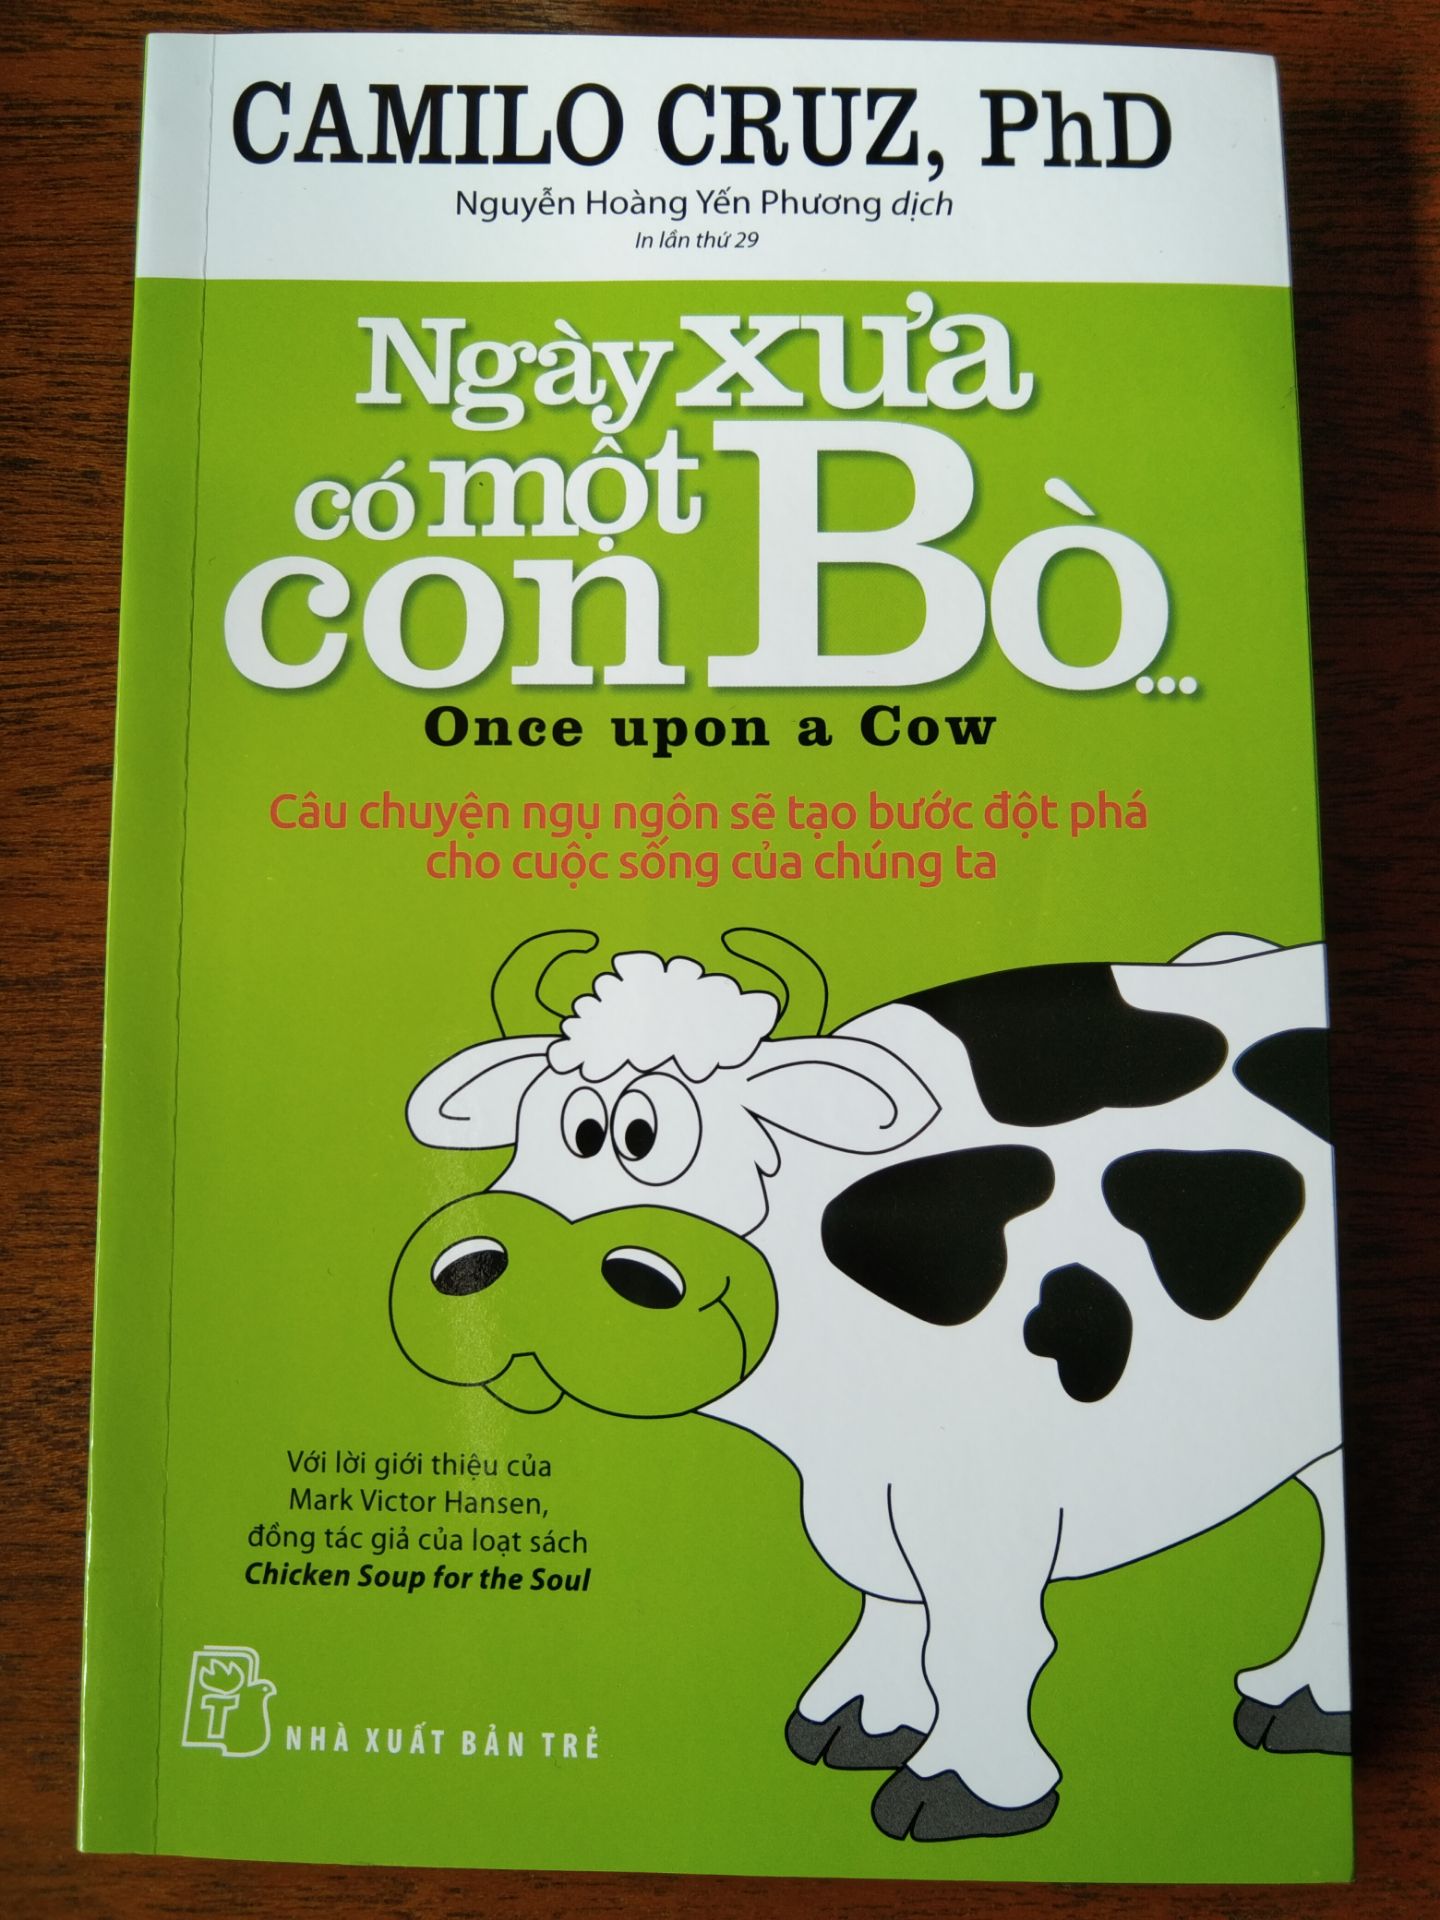 CAMILO CRUZ, PhD
Nguyễn Hoàng Yến Phương dịch
In lần thứ 29
Ngày xưa
có một
con Bò...
Once upon a Cow
Câu chuyện ngụ ngôn sẽ tạo bước đột phá
cho cuộc sống của chúng ta
Với lời giới thiệu của
Mark Victor Hansen,
đồng tác giả của loạt sách
Chicken Soup for the Soul
T
NHÀ XUẤT BẢN TRẺ